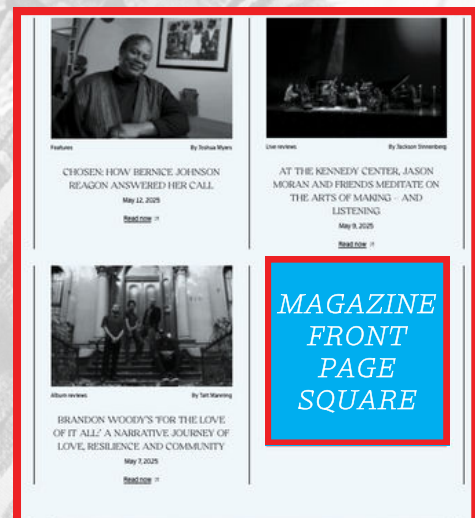 Features By Joshua Myers
CHOSEN: HOW BERNICE JOHNSON
REAGON ANSWERED HER CALL
May 12, 2025
Read now ↗
Live reviews By Jackson Sinnenberg
AT THE KENNEDY CENTER, JASON
MORAN AND FRIENDS MEDITATE ON
THE ARTS OF MAKING – AND
LISTENING
May 9, 2025
Read now ↗
Album reviews By Tait Manning
BRANDON WOODY'S 'FOR THE LOVE
OF IT ALL:' A NARRATIVE JOURNEY OF
LOVE, RESILIENCE AND COMMUNITY
May 7, 2025
Read now ↗
MAGAZINE
FRONT
PAGE
SQUARE